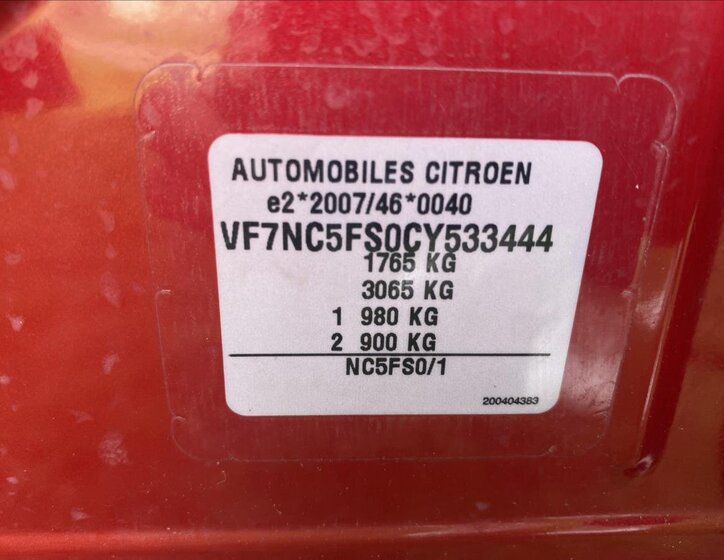 AUTOMOBILES CITROEN
e2*2007/46*0040
VF7NC5FS0CY533444
1765 KG
3065 KG
1 980 KG
2 900 KG
NC5FS0/1
200404383